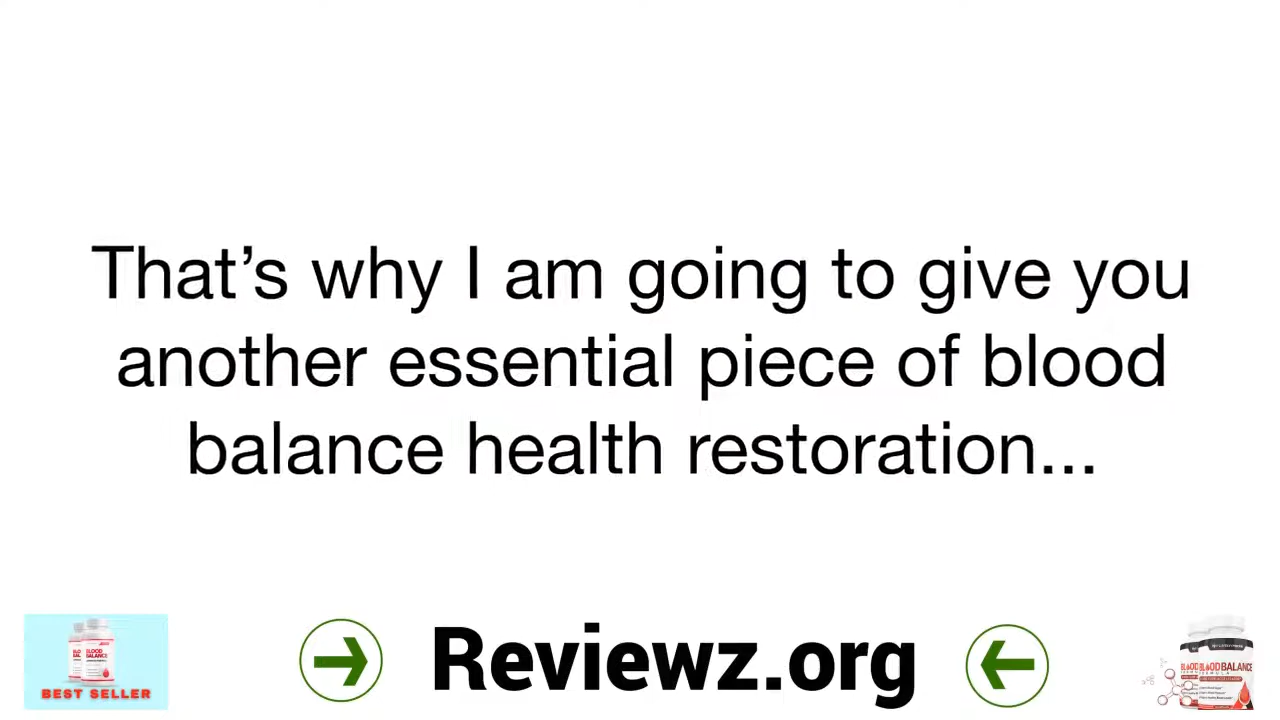 That’s why I am going to give you
another essential piece of blood
balance health restoration...
Reviewz.org
BLOOD
BALANCE
BEST SELLER
BLOODBALANCE